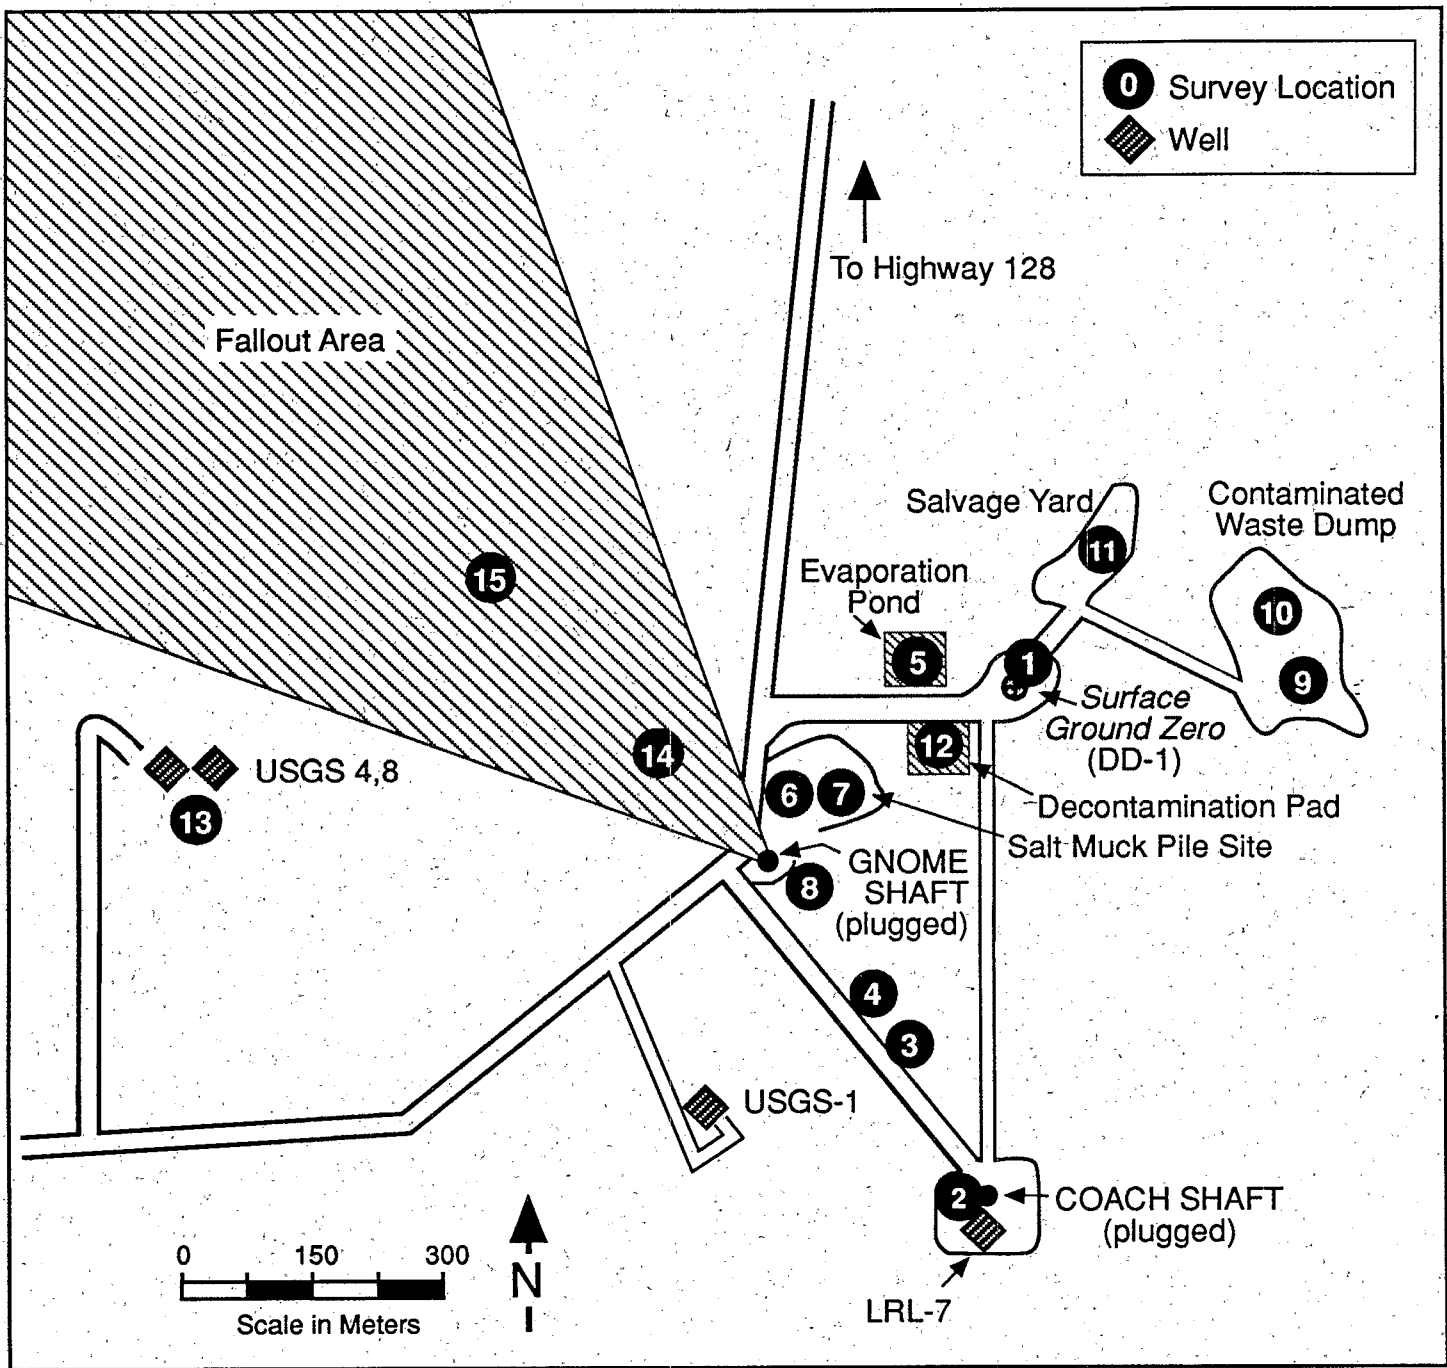 0 Survey Location
Well
To Highway 128
Fallout Area
Salvage Yard
Contaminated
Waste Dump
11
Evaporation
Pond
15
10
5
1
9
Surface
Ground Zero
(DD-1)
14
12
USGS 4,8
13
6
7
Decontamination Pad
Salt Muck Pile Site
GNOME
SHAFT
(plugged)
8
4
3
USGS-1
2
COACH SHAFT
(plugged)
LRL-7
0 150 300
Scale in Meters
N